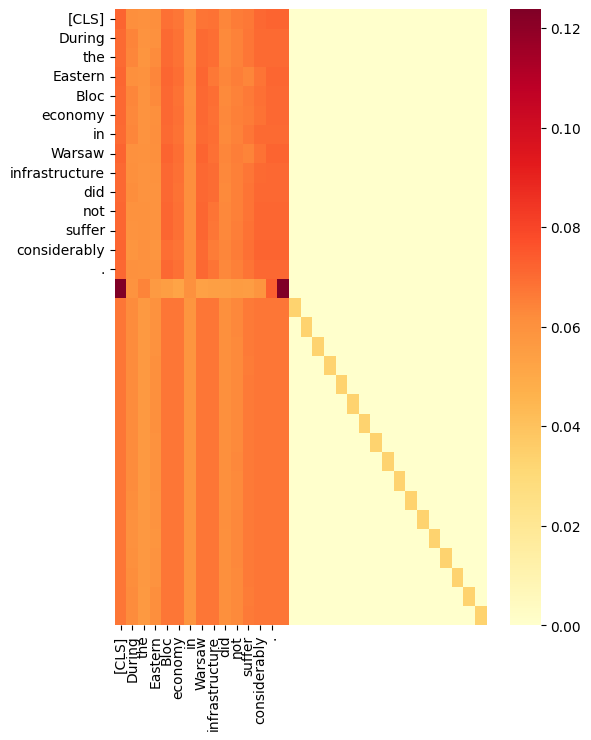 [CLS]
During
the
Eastern
Bloc
economy
in
Warsaw
infrastructure
did
not
suffer
considerably
.
0.12
0.10
0.08
0.06
0.04
0.02
0.00
[CLS]
During
the
Eastern
Bloc
economy
in
Warsaw
infrastructure
did
not
suffer
considerably
.